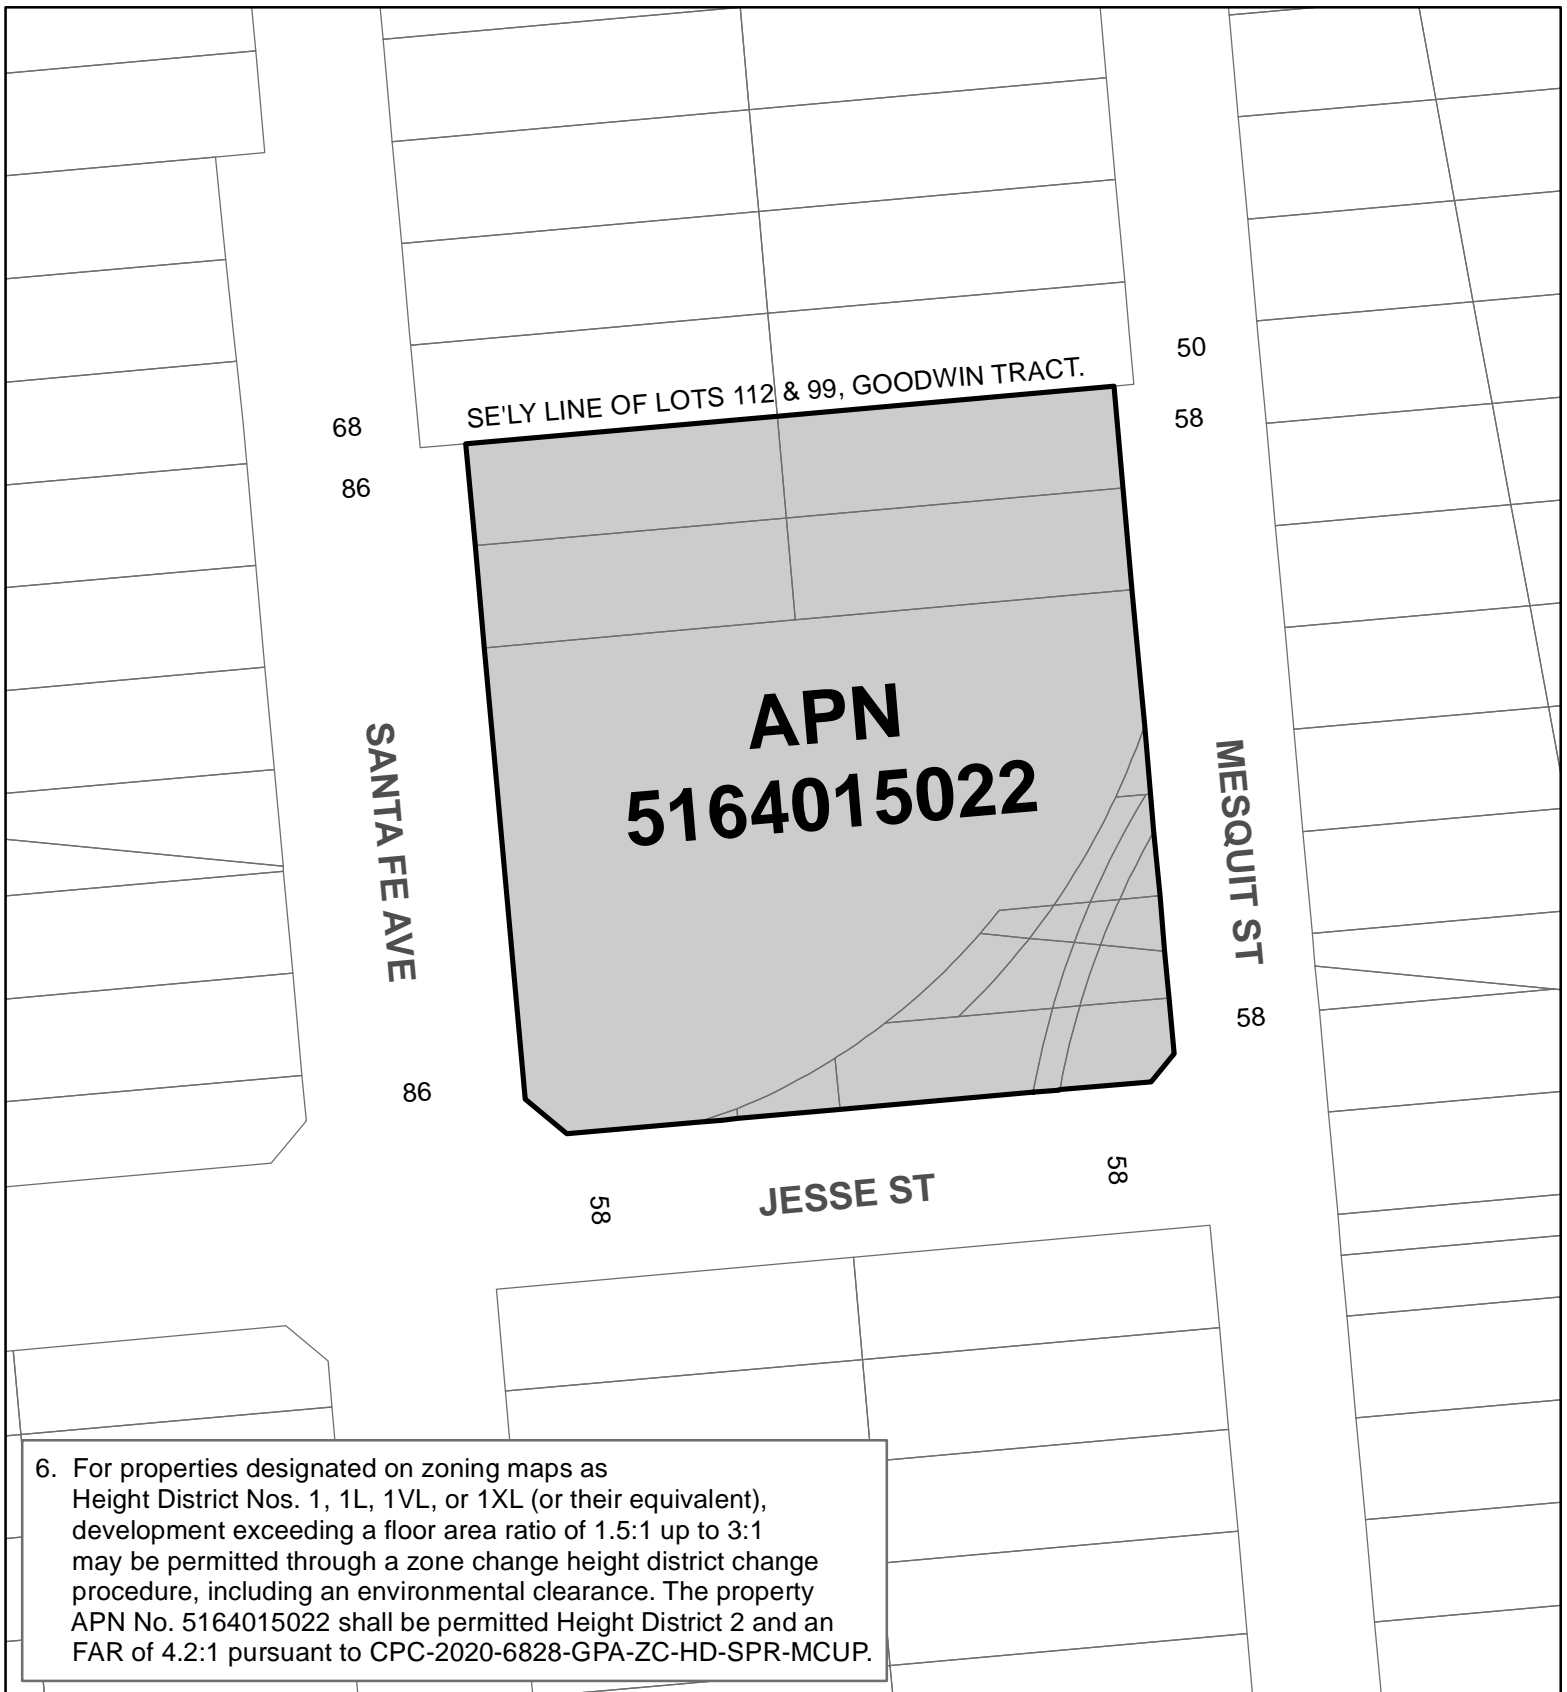 50
SE'LY LINE OF LOTS 112 & 99, GOODWIN TRACT.
68
58
86
APN
5164015022
SANTA FE AVE
MESQUIT ST
58
86
58
JESSE ST
58
6. For properties designated on zoning maps as
Height District Nos. 1, 1L, 1VL, or 1XL (or their equivalent),
development exceeding a floor area ratio of 1.5:1 up to 3:1
may be permitted through a zone change height district change
procedure, including an environmental clearance. The property
APN No. 5164015022 shall be permitted Height District 2 and an
FAR of 4.2:1 pursuant to CPC-2020-6828-GPA-ZC-HD-SPR-MCUP.